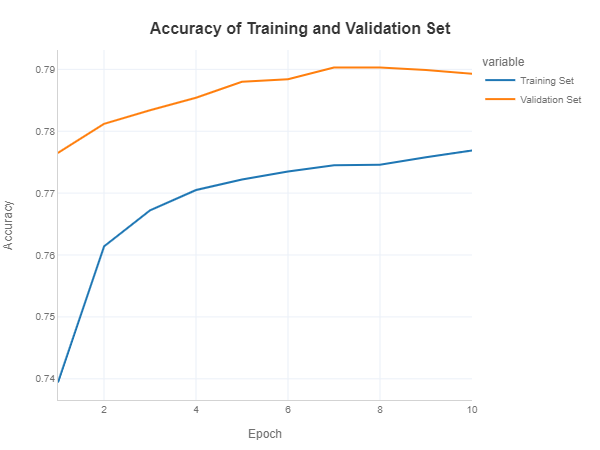 Accuracy of Training and Validation Set
variable
Training Set
Validation Set
0.79
0.78
0.77
0.76
0.75
0.74
Accuracy
2
4
6
8
10
Epoch